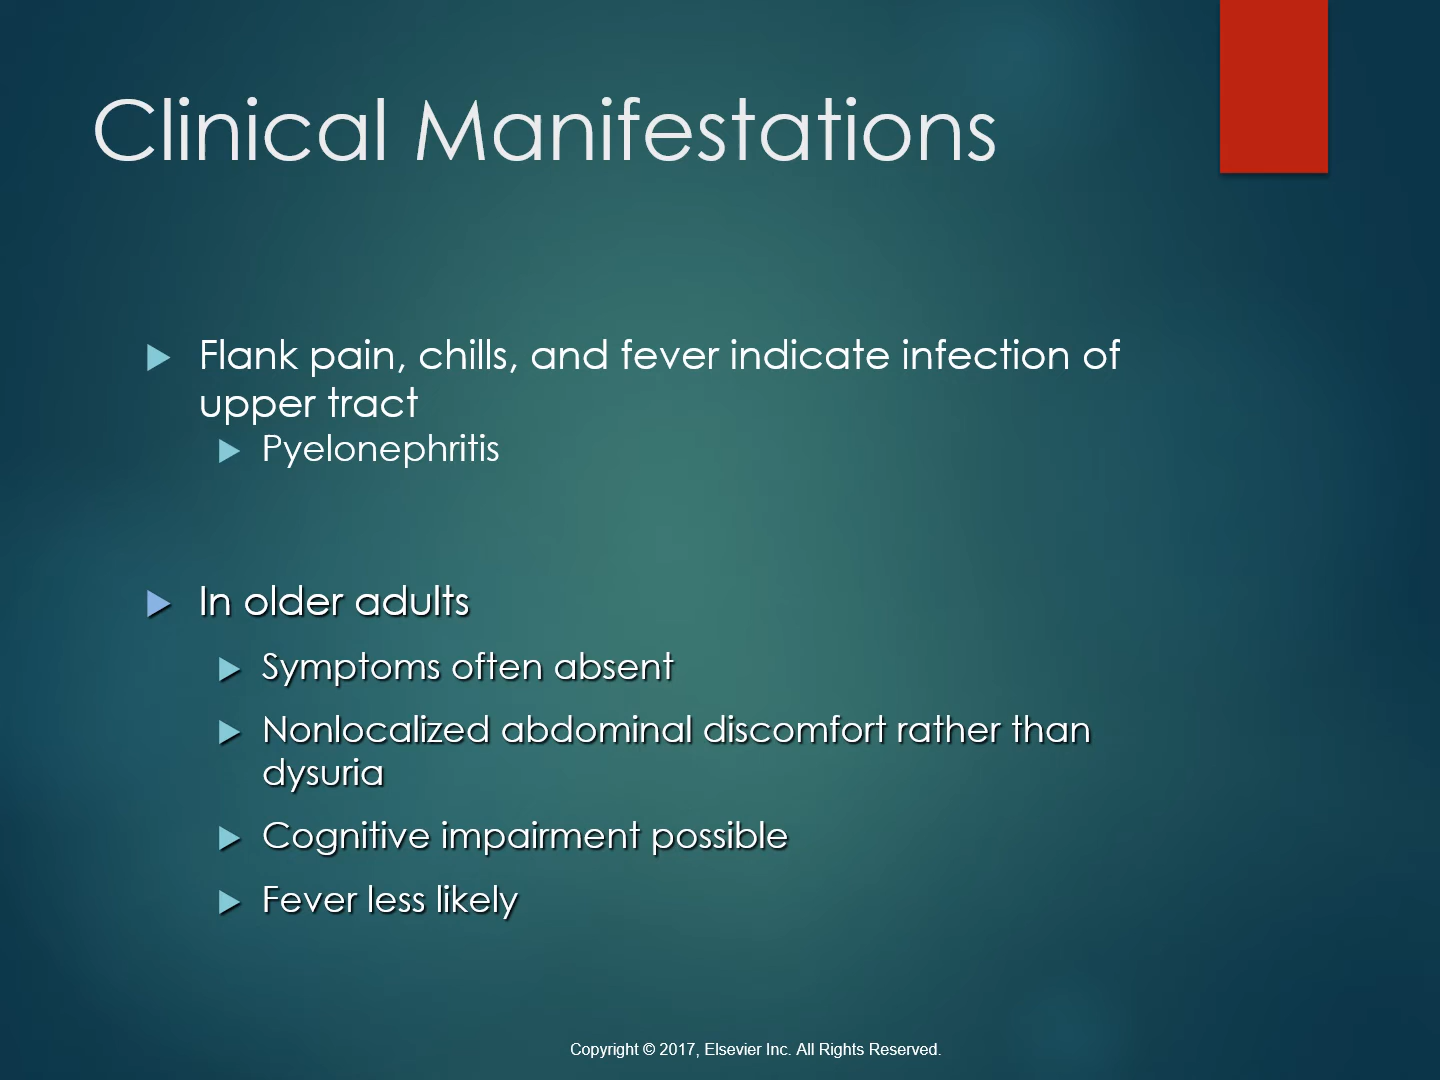 Clinical Manifestations
Flank pain, chills, and fever indicate infection of
upper tract
Pyelonephritis
In older adults
Symptoms often absent
Nonlocalized abdominal discomfort rather than
dysuria
Cognitive impairment possible
Fever less likely
Copyright © 2017, Elsevier Inc. All Rights Reserved.